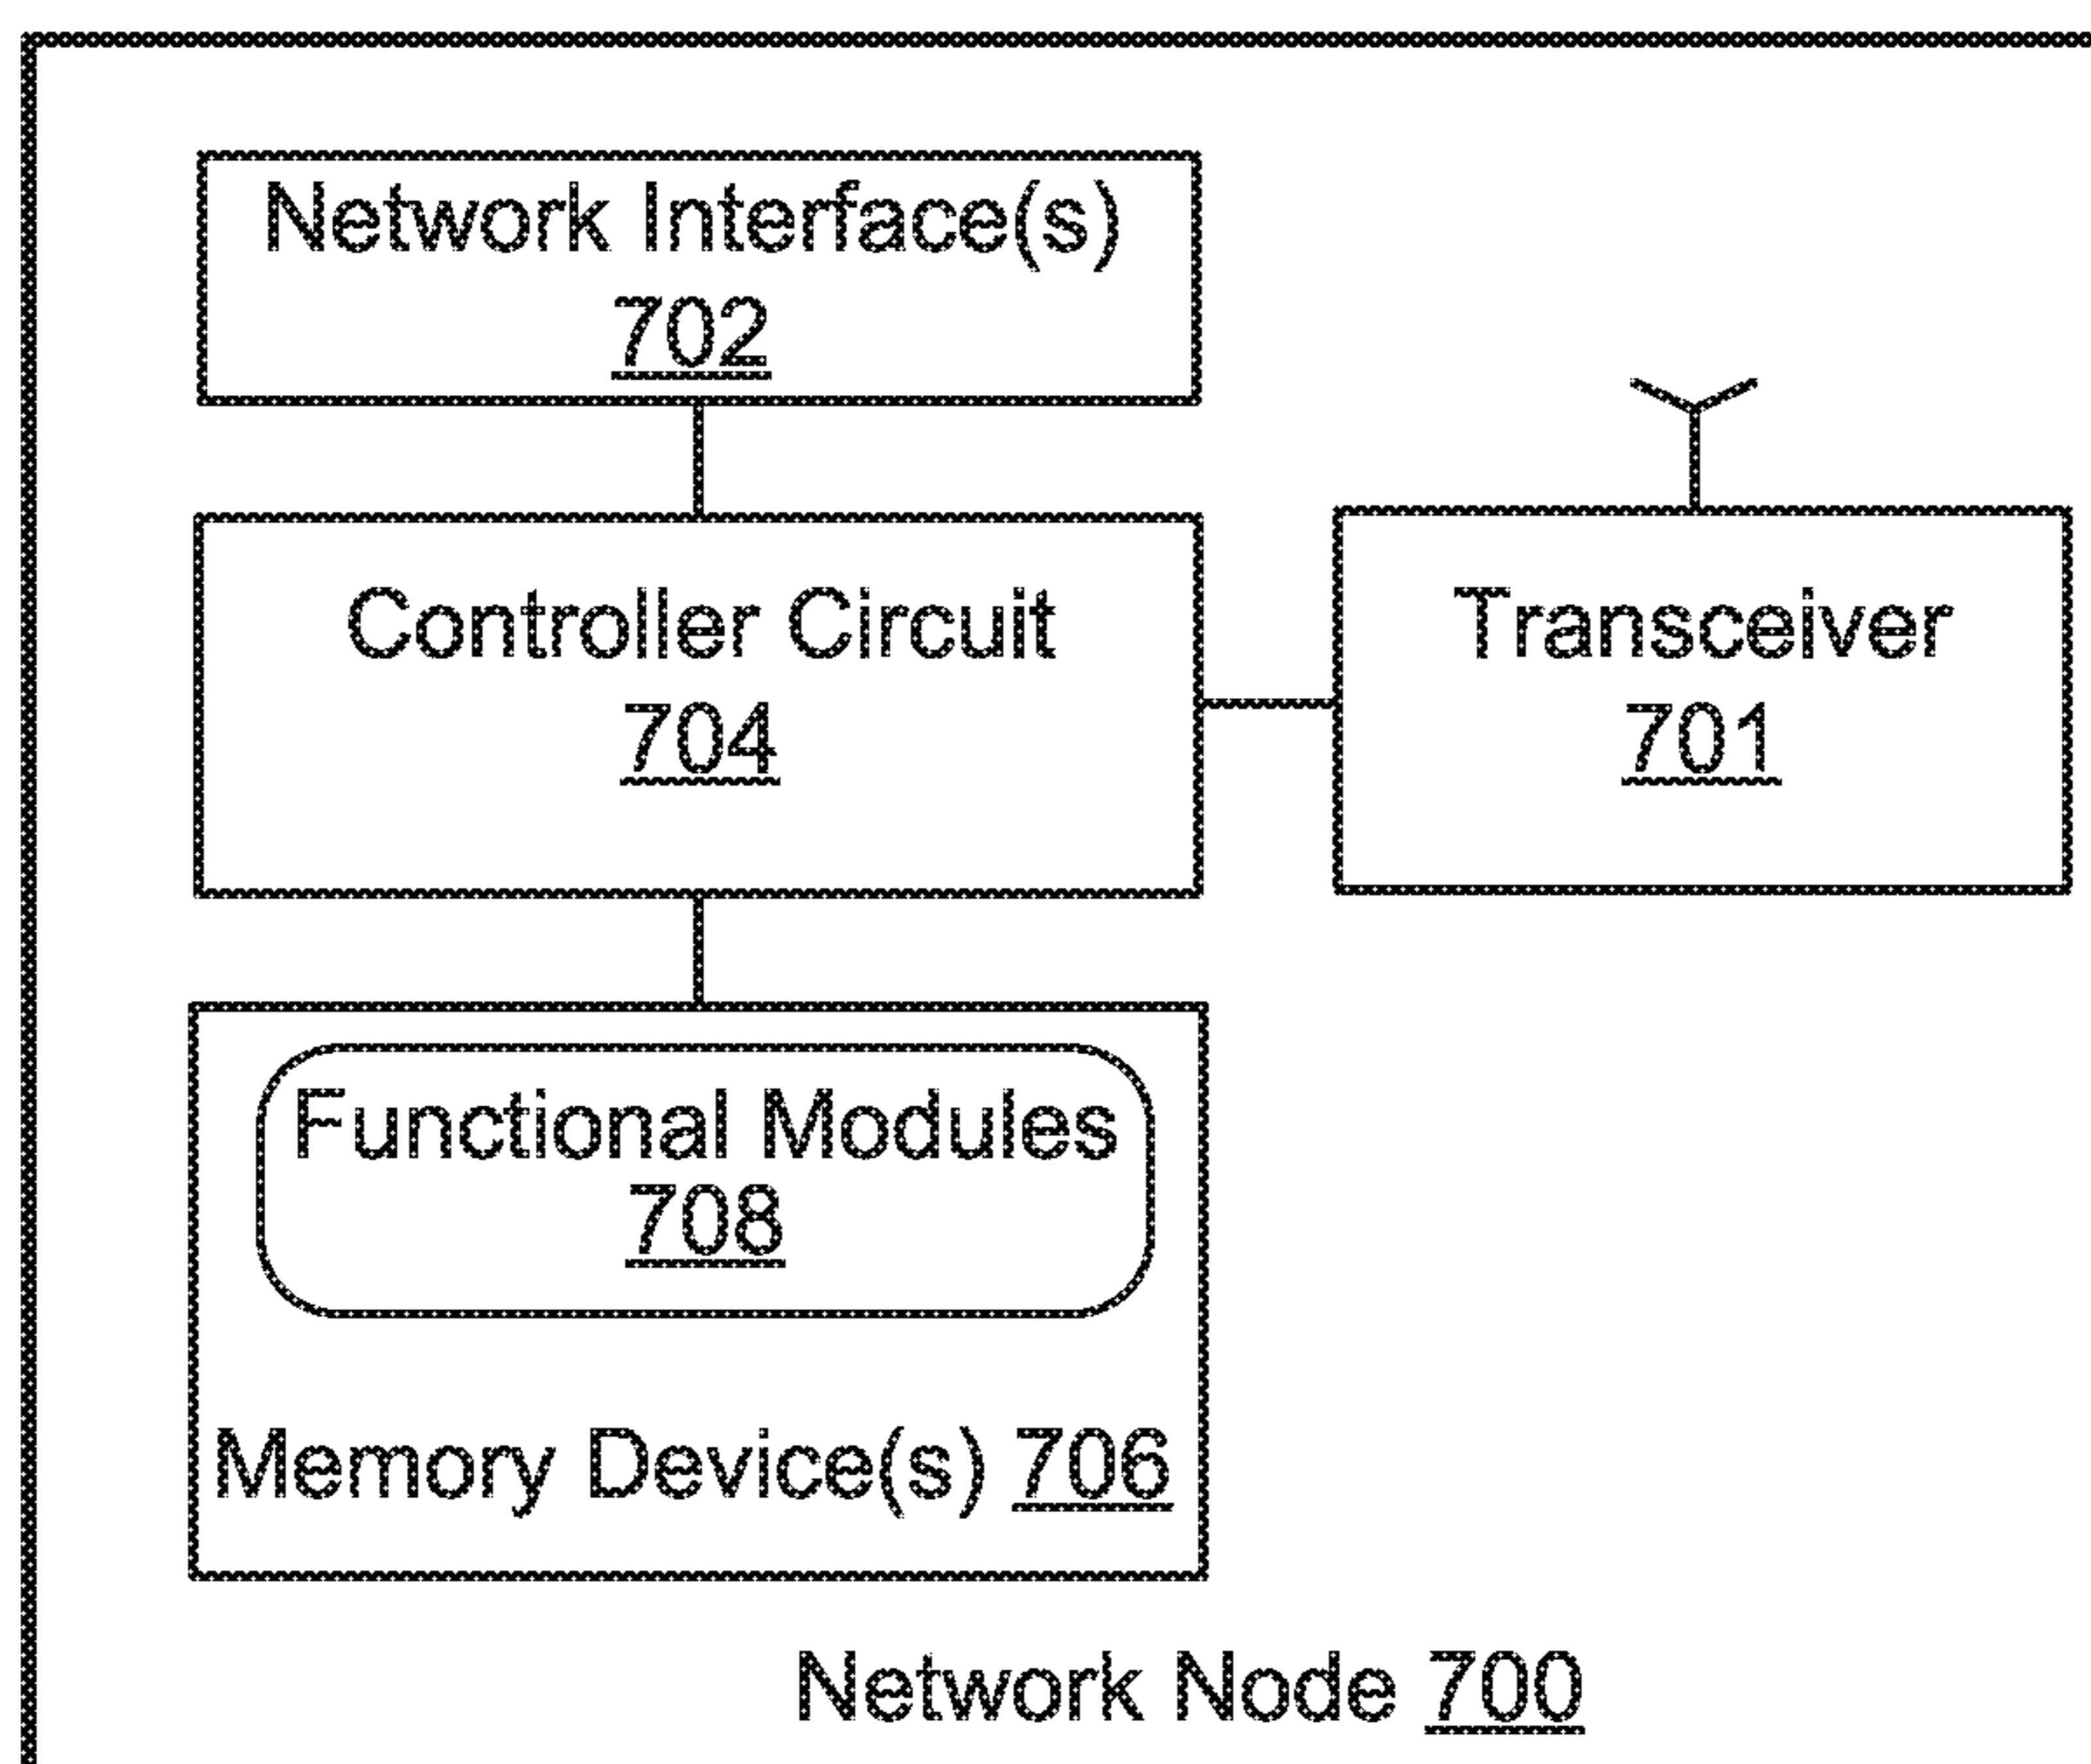 Network Interface(s)
702
Controller Circuit
704
Transceiver
701
Functional Modules
708
Memory Device(s) 706
Network Node 700